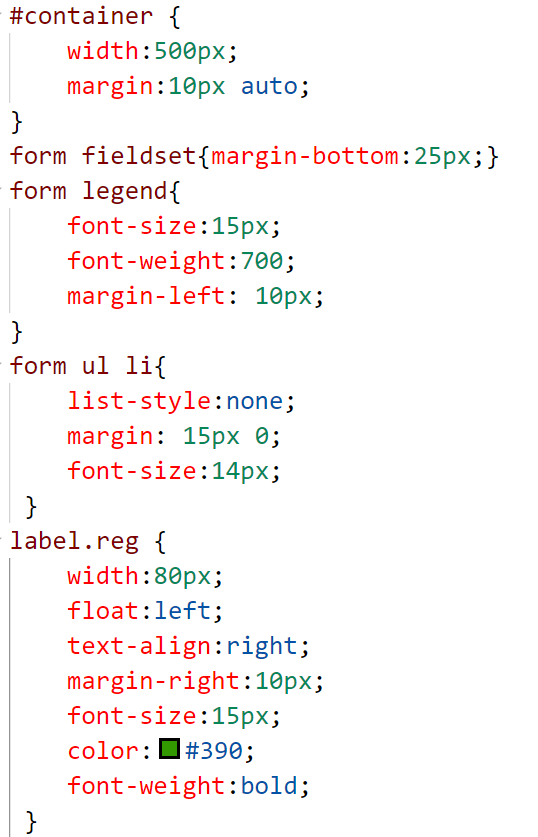 #container {
    width:500px;
    margin:10px auto;
}
form fieldset{margin-bottom:25px;}
form legend{
    font-size:15px;
    font-weight:700;
    margin-left: 10px;
}
form ul li{
    list-style:none;
    margin: 15px 0;
    font-size:14px;
 }
label.reg {
    width:80px;
    float:left;
    text-align:right;
    margin-right:10px;
    font-size:15px;
    color:#390;
    font-weight:bold;
 }